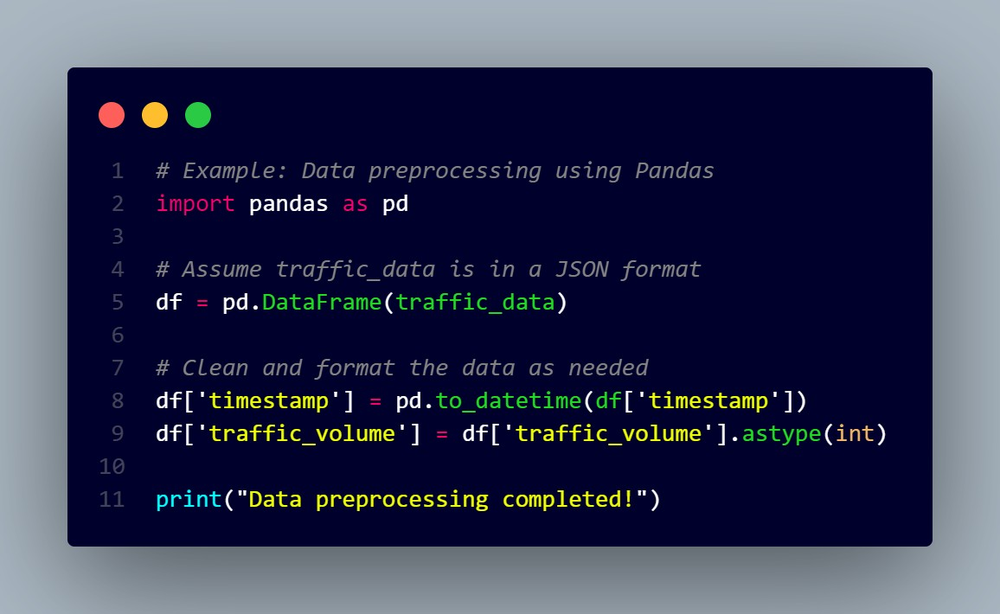 1 # Example: Data preprocessing using Pandas
2 import pandas as pd
3
4 # Assume traffic_data is in a JSON format
5 df = pd.DataFrame(traffic_data)
6
7 # Clean and format the data as needed
8 df['timestamp'] = pd.to_datetime(df['timestamp'])
9 df['traffic_volume'] = df['traffic_volume'].astype(int)
10
11 print("Data preprocessing completed!")